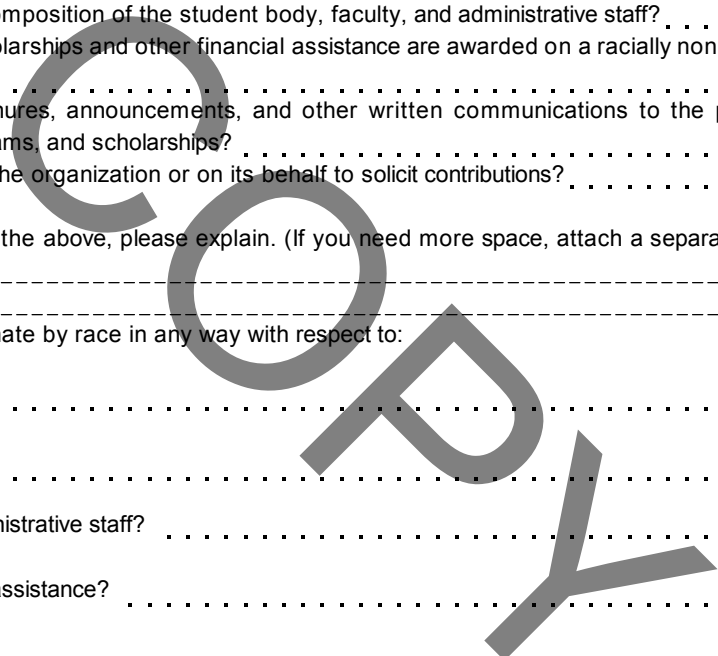 omposition of the student body, faculty, and administrative staff?
olarships and other financial assistance are awarded on a racially non
hures, announcements, and other written communications to the p
ams, and scholarships?
he organization or on its behalf to solicit contributions?
the above, please explain. (If you need more space, attach a separa
nate by race in any way with respect to:
nistrative staff?
assistance?
COPY